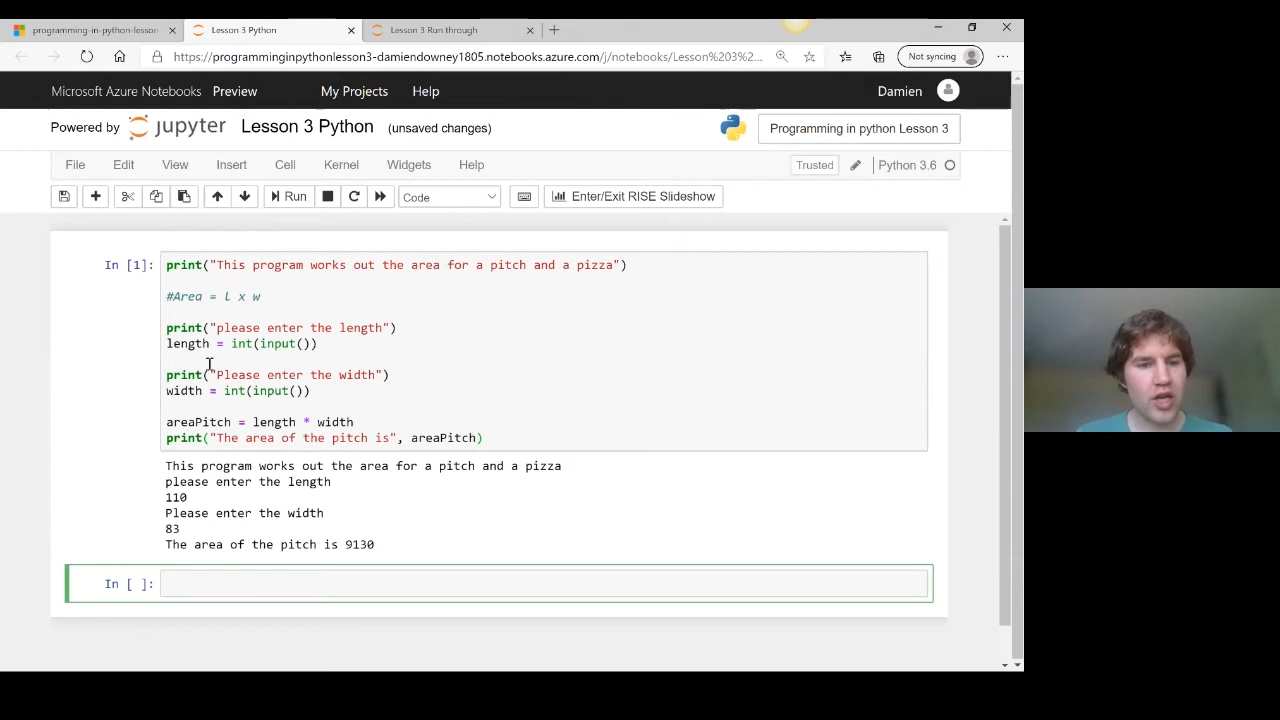 programming-in-python-lesson
Lesson 3 Python
Lesson 3 Run through
https://programminginpythonlesson3-damiendowney1805.notebooks.azure.com/j/notebooks/Lesson%203%2...
Not syncing
Microsoft Azure Notebooks Preview My Projects Help Damien
Powered by jupyter Lesson 3 Python (unsaved changes) Programming in python Lesson 3
File Edit View Insert Cell Kernel Widgets Help Trusted Python 3.6
Run Code Enter/Exit RISE Slideshow
In [1]: print("This program works out the area for a pitch and a pizza")
#Area = l x w
print("please enter the length")
length = int(input())
print("Please enter the width")
width = int(input())
areaPitch = length * width
print("The area of the pitch is", areaPitch)
This program works out the area for a pitch and a pizza
please enter the length
110
Please enter the width
83
The area of the pitch is 9130
In [ ]: